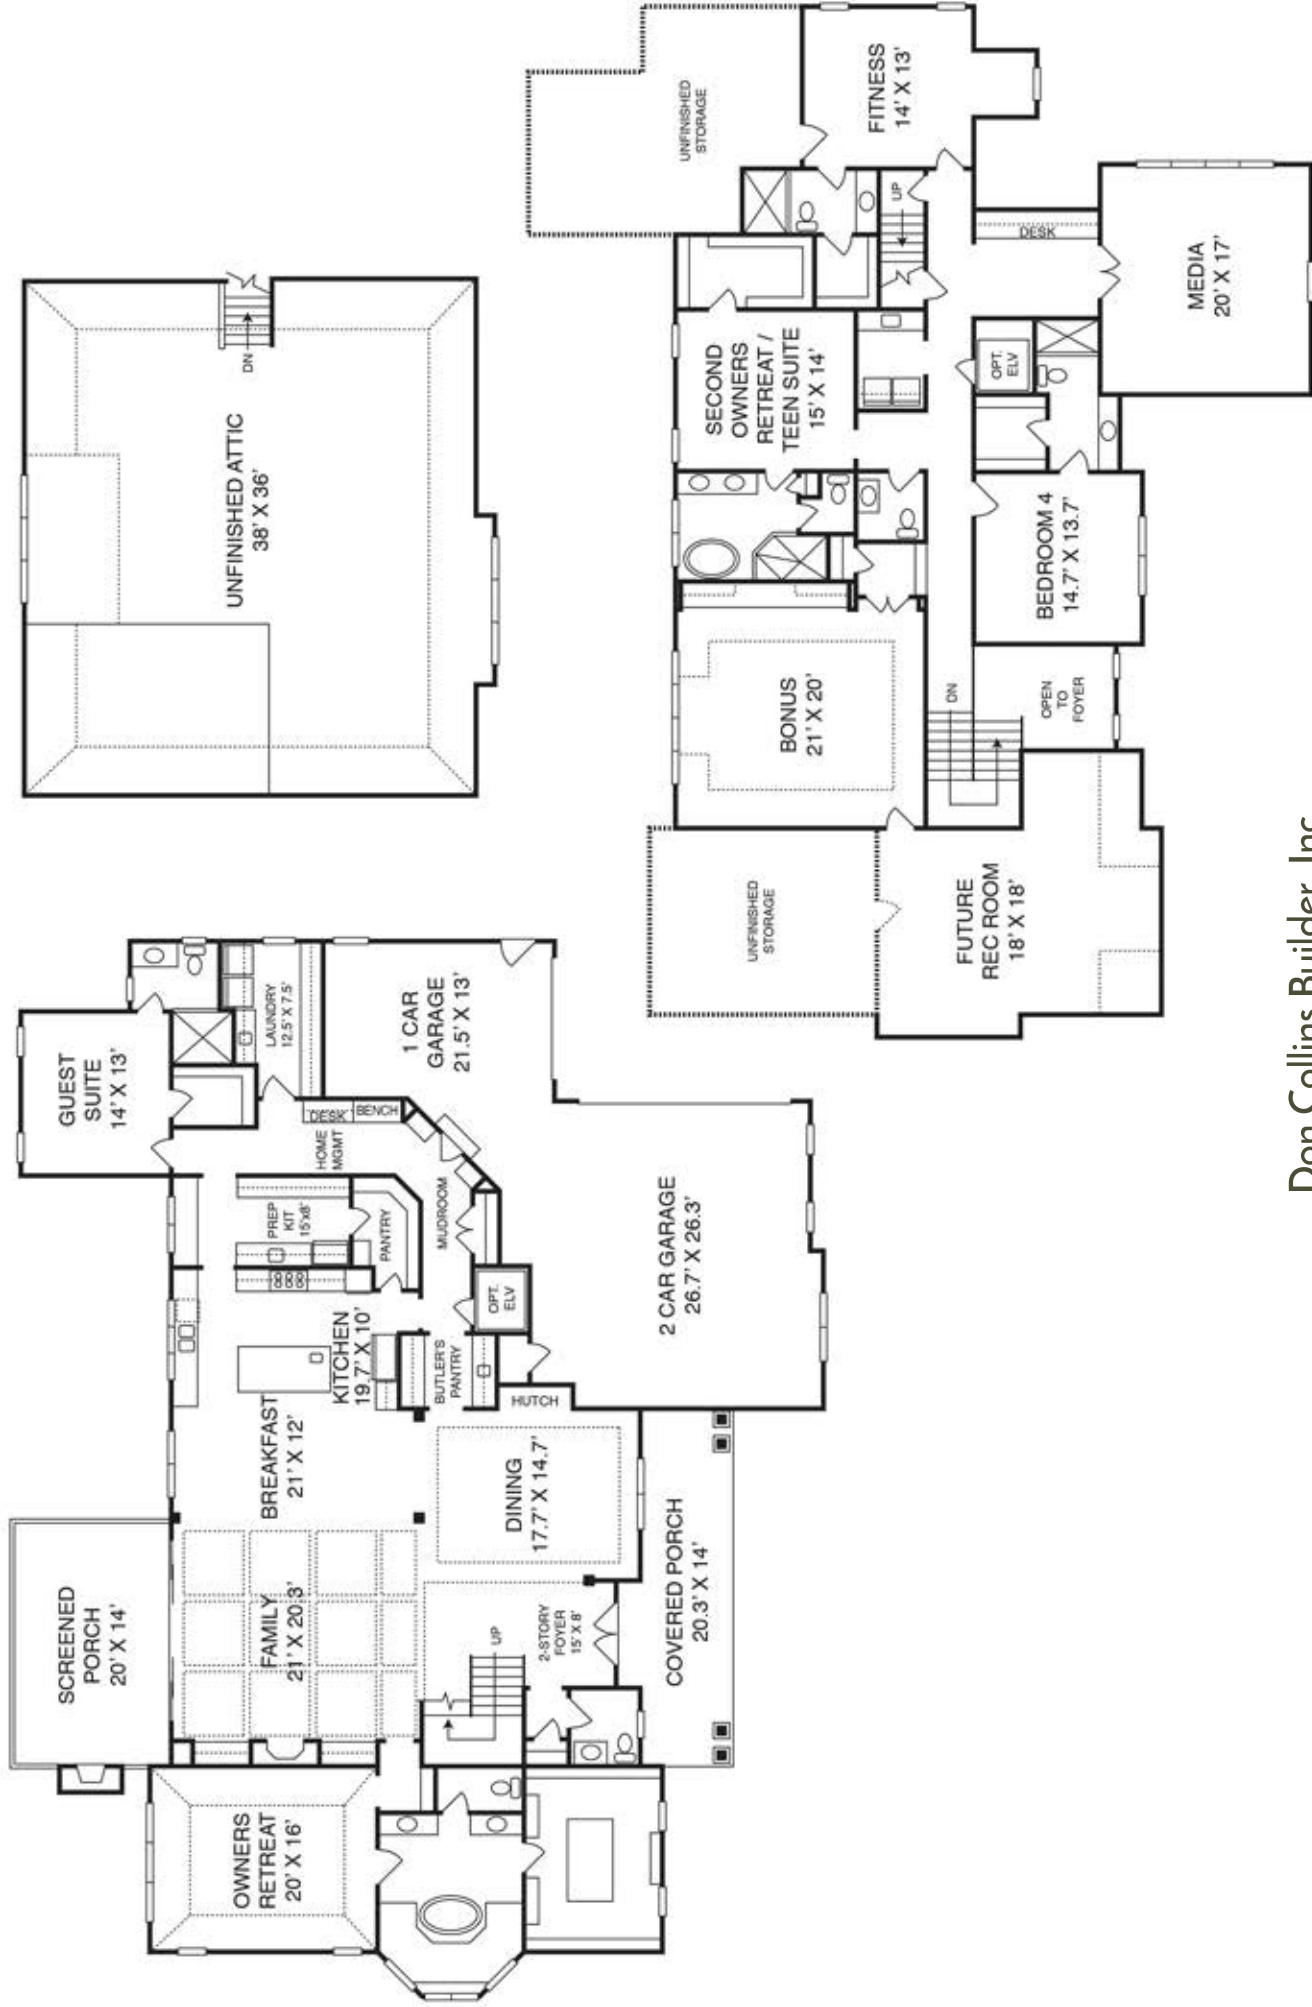 UNFINISHED ATTIC
38' X 36'
DN
UNFINISHED
STORAGE
FITNESS
14' X 13'
UP
DESK
MEDIA
20' X 17'
SECOND
OWNERS
RETREAT /
TEEN SUITE
15' X 14'
OPT.
ELV
BEDROOM 4
14.7' X 13.7'
BONUS
21' X 20'
DN
OPEN
TO
FOYER
UNFINISHED
STORAGE
FUTURE
REC ROOM
18' X 18'
GUEST
SUITE
14' X 13'
LAUNDRY
12.5' X 7.5'
1 CAR
GARAGE
21.5' X 13'
DESK
BENCH
HOME
MGMT
PREP
KIT
15'x8'
PANTRY
MUDROOM
OPT.
ELV
2 CAR GARAGE
26.7' X 26.3'
KITCHEN
19.7' X 10'
BUTLER'S
PANTRY
HUTCH
BREAKFAST
21' X 12'
DINING
17.7' X 14.7'
SCREENED
PORCH
20' X 14'
FAMILY
21' X 20.3'
UP
2-STORY
FOYER
15' X 8'
COVERED PORCH
20.3' X 14'
OWNERS
RETREAT
20' X 16'
Don Collins Builder, Inc.